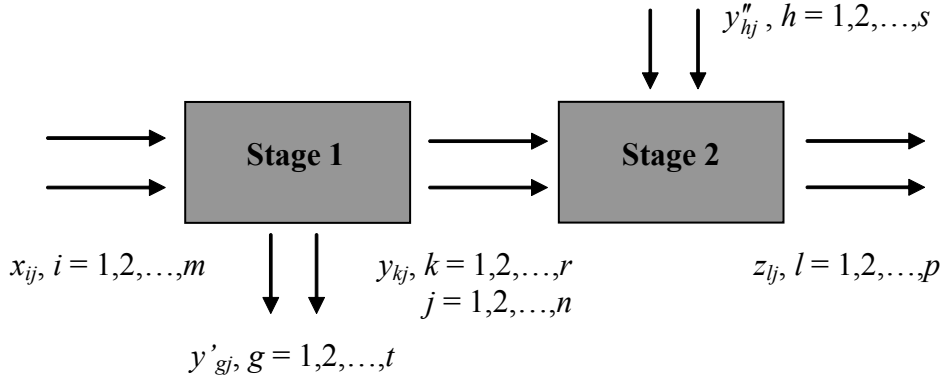 y″hj , h = 1,2,…,s
Stage 1
Stage 2
xij, i = 1,2,…,m
ykj, k = 1,2,…,r
j = 1,2,…,n
zlj, l = 1,2,…,p
y’gj, g = 1,2,…,t